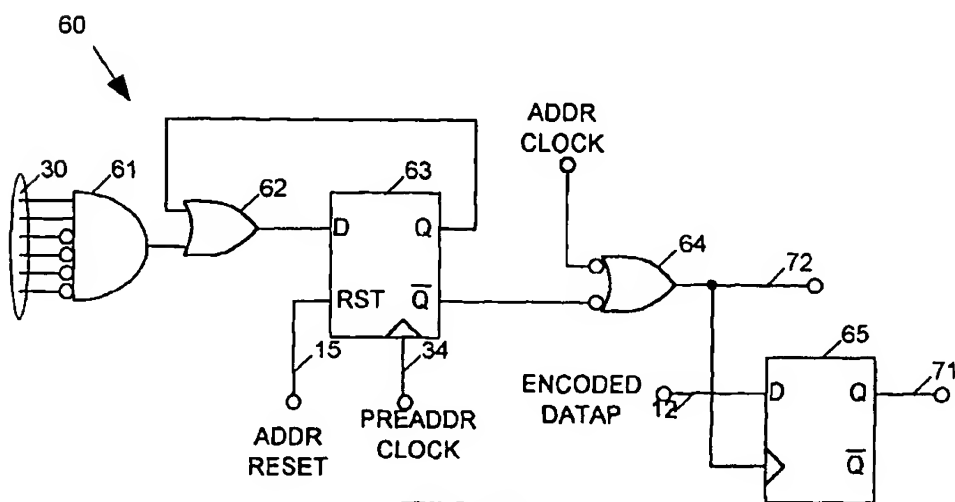 60
30
61
62
63
D
Q
RST
Q̅
15
34
ADDR
RESET
PREADDR
CLOCK
ADDR
CLOCK
64
72
65
ENCODED
DATAP
12
D
Q
71
Q̅